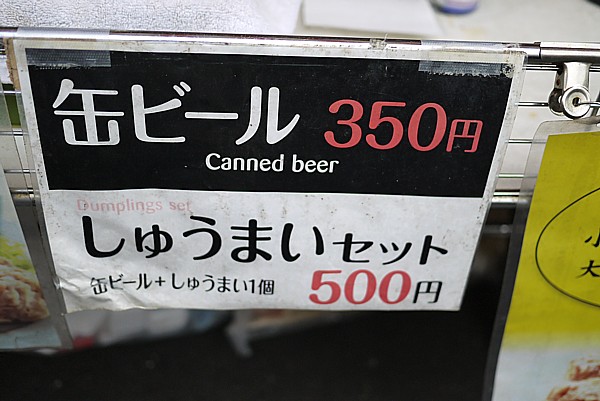 缶ビール 350円
Canned beer
Dumplings set
しゅうまいセット
缶ビール+しゅうまい1個 500円
大